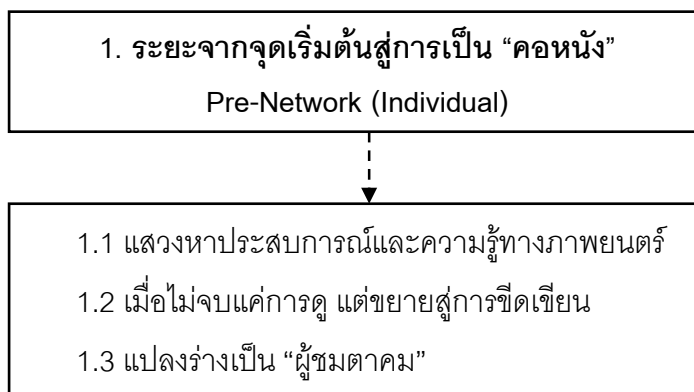 1. ระยะจากจุดเริ่มต้นสู่การเป็น “คอหนัง”
Pre-Network (Individual)
1.1 แสวงหาประสบการณ์และความรู้ทางภาพยนตร์
1.2 เมื่อไม่จบแค่การดู แต่ขยายสู่การขีดเขียน
1.3 แปลงร่างเป็น “ผู้ชมตาคม”